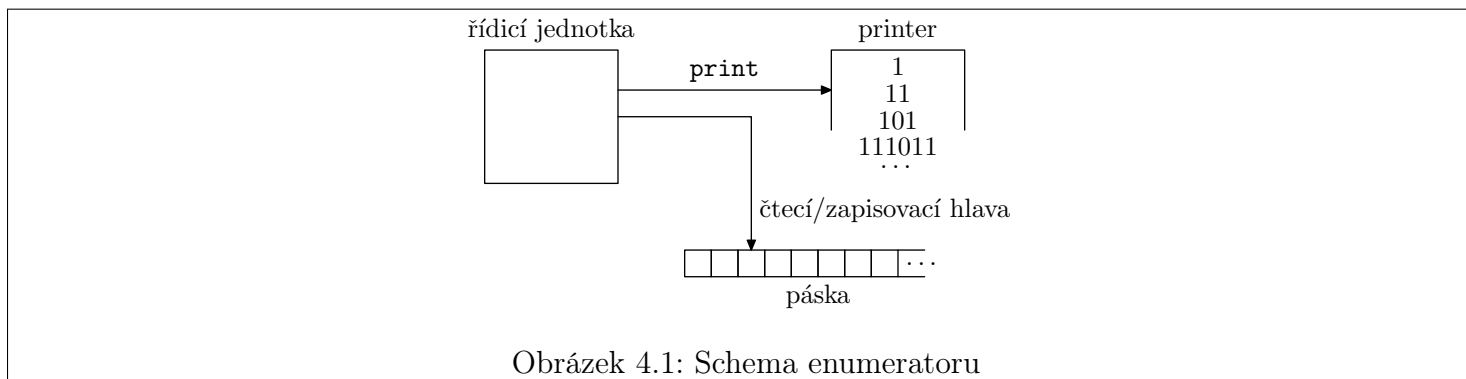 řídicí jednotka
printer
print
1
11
101
111011
···
čtecí/zapisovací hlava
···
páska
Obrázek 4.1: Schema enumeratoru